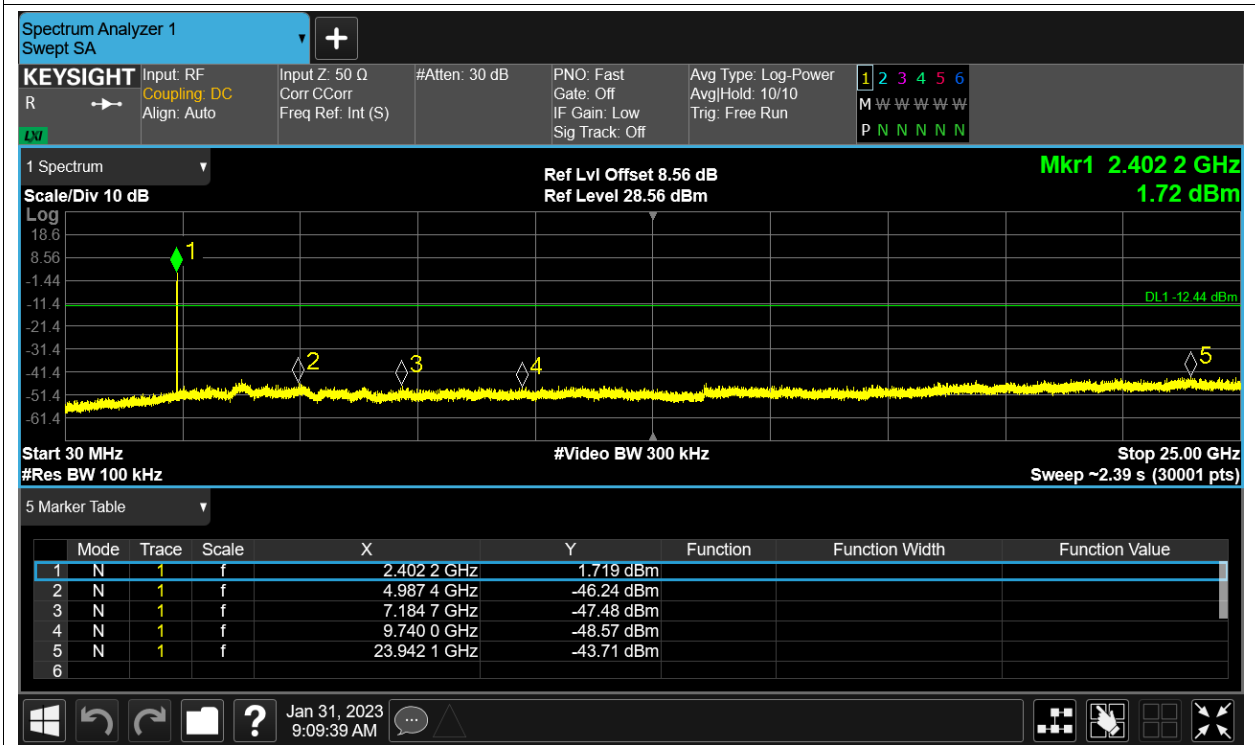 Spectrum Analyzer 1
Swept SA
KEYSIGHT
R
LXI
Input: RF
Coupling: DC
Align: Auto
Input Z: 50 Ω
Corr CCorr
Freq Ref: Int (S)
#Atten: 30 dB
PNO: Fast
Gate: Off
IF Gain: Low
Sig Track: Off
Avg Type: Log-Power
Avg|Hold: 10/10
Trig: Free Run
1 2 3 4 5 6
M W W W W W
P N N N N N
1 Spectrum
Scale/Div 10 dB
Ref Lvl Offset 8.56 dB
Ref Level 28.56 dBm
Mkr1 2.402 2 GHz
1.72 dBm
Log
18.6
8.56
-1.44
-11.4
-21.4
-31.4
-41.4
-51.4
-61.4
1
2
3
4
5
DL1 -12.44 dBm
Start 30 MHz
#Res BW 100 kHz
#Video BW 300 kHz
Stop 25.00 GHz
Sweep ~2.39 s (30001 pts)
5 Marker Table
Mode Trace Scale X Y Function Function Width Function Value
1 N 1 f 2.402 2 GHz 1.719 dBm
2 N 1 f 4.987 4 GHz -46.24 dBm
3 N 1 f 7.184 7 GHz -47.48 dBm
4 N 1 f 9.740 0 GHz -48.57 dBm
5 N 1 f 23.942 1 GHz -43.71 dBm
6
?
Jan 31, 2023
9:09:39 AM